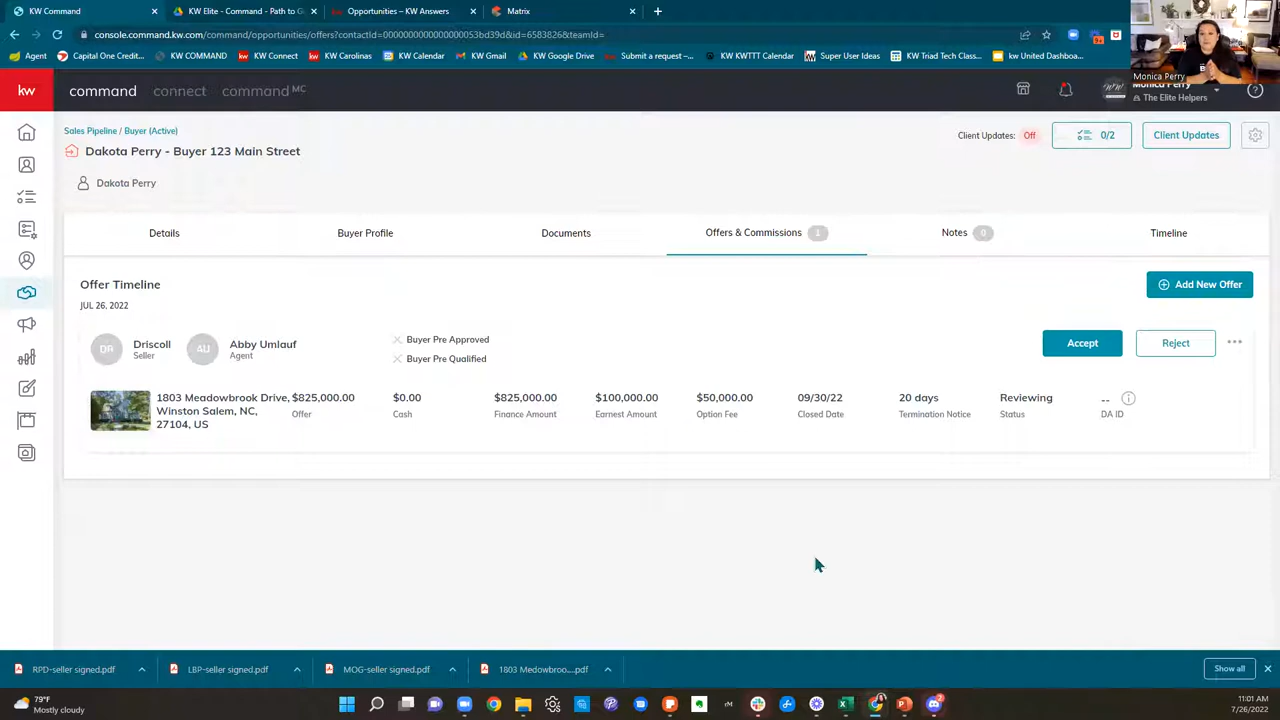 KW Command
KW Elite - Command - Path to G
Opportunities – KW Answers
Matrix
console.command.kw.com/command/opportunities/offers?contactId=00000000000000000053bd39d&id=6583826&teamId=
Agent
Capital One Credit...
KW COMMAND
KW Connect
KW Carolinas
KW Calendar
KW Gmail
KW Google Drive
Submit a request –...
KW KWTTT Calendar
Super User Ideas
KW Triad Tech Class...
kw United Dashboa...
Monica Perry
kw
command
connect
command MC
Monica Perry
The Elite Helpers
Sales Pipeline / Buyer (Active)
Client Updates: Off
0/2
Client Updates
Dakota Perry - Buyer 123 Main Street
Dakota Perry
Details
Buyer Profile
Documents
Offers & Commissions 1
Notes 0
Timeline
Offer Timeline
Add New Offer
JUL 26, 2022
DR
Driscoll
Seller
AU
Abby Umlauf
Agent
Buyer Pre Approved
Buyer Pre Qualified
Accept
Reject
1803 Meadowbrook Drive,
Winston Salem, NC,
27104, US
$825,000.00
Offer
$0.00
Cash
$825,000.00
Finance Amount
$100,000.00
Earnest Amount
$50,000.00
Option Fee
09/30/22
Closed Date
20 days
Termination Notice
Reviewing
Status
--
DA ID
RPD-seller signed.pdf
LBP-seller signed.pdf
MOG-seller signed.pdf
1803 Medowbroo....pdf
Show all
79°F
Mostly cloudy
11:01 AM
7/26/2022